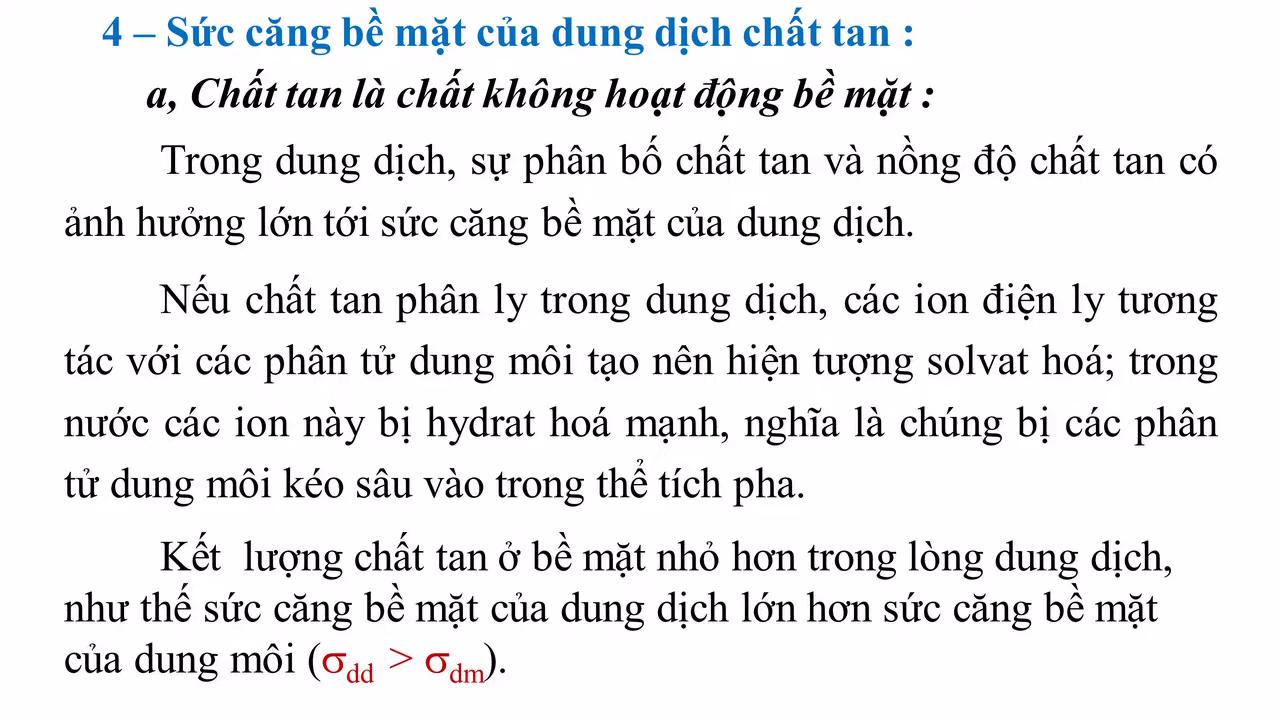 4 – Sức căng bề mặt của dung dịch chất tan :
a, Chất tan là chất không hoạt động bề mặt :
Trong dung dịch, sự phân bố chất tan và nồng độ chất tan có
ảnh hưởng lớn tới sức căng bề mặt của dung dịch.
Nếu chất tan phân ly trong dung dịch, các ion điện ly tương
tác với các phân tử dung môi tạo nên hiện tượng solvat hoá; trong
nước các ion này bị hydrat hoá mạnh, nghĩa là chúng bị các phân
tử dung môi kéo sâu vào trong thể tích pha.
Kết lượng chất tan ở bề mặt nhỏ hơn trong lòng dung dịch,
như thế sức căng bề mặt của dung dịch lớn hơn sức căng bề mặt
của dung môi (σdd > σdm).